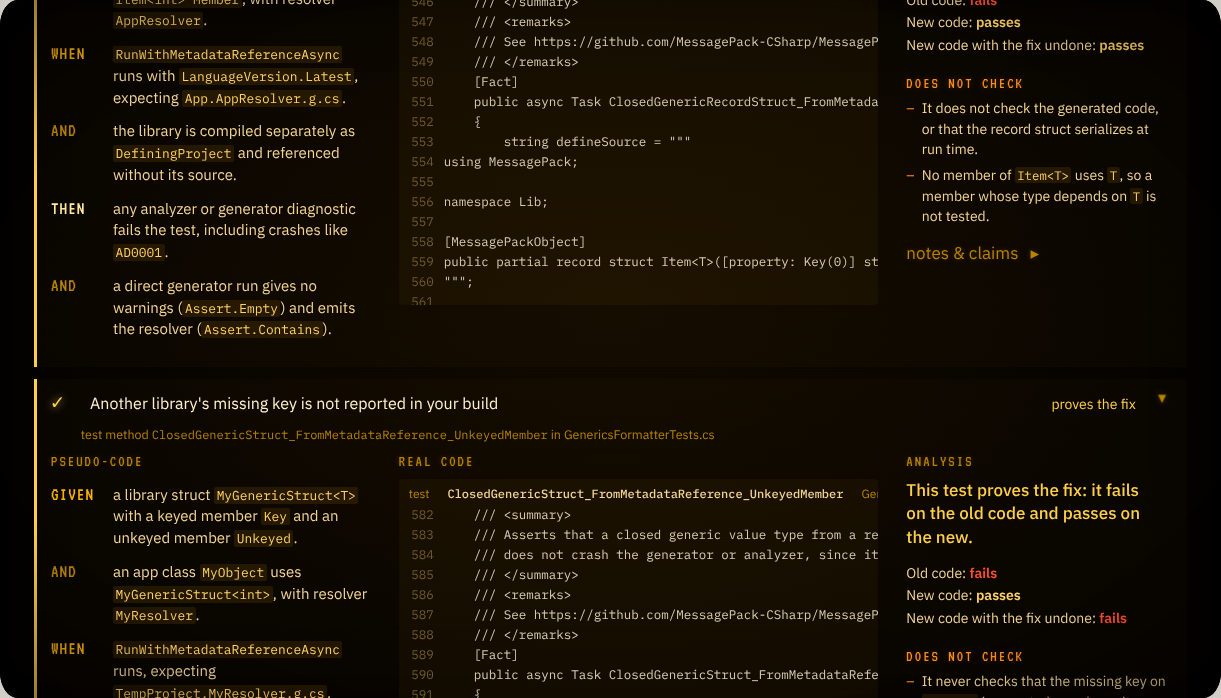 Item<int> Member, with resolver
AppResolver.
WHEN RunWithMetadataReferenceAsync
runs with LanguageVersion.Latest,
expecting App.AppResolver.g.cs.
AND the library is compiled separately as
DefiningProject and referenced
without its source.
THEN any analyzer or generator diagnostic
fails the test, including crashes like
AD0001.
AND a direct generator run gives no
warnings (Assert.Empty) and emits
the resolver (Assert.Contains).
546 /// </summary>
547 /// <remarks>
548 /// See https://github.com/MessagePack-CSharp/MessageP
549 /// </remarks>
550 [Fact]
551 public async Task ClosedGenericRecordStruct_FromMetada
552 {
553 string defineSource = """
554 using MessagePack;
555
556 namespace Lib;
557
558 [MessagePackObject]
559 public partial record struct Item<T>([property: Key(0)] st
560 """;
561
Old code: fails
New code: passes
New code with the fix undone: passes
DOES NOT CHECK
– It does not check the generated code,
or that the record struct serializes at
run time.
– No member of Item<T> uses T, so a
member whose type depends on T is
not tested.
notes & claims ▸
✓ Another library's missing key is not reported in your build
proves the fix ▼
test method ClosedGenericStruct_FromMetadataReference_UnkeyedMember in GenericsFormatterTests.cs
PSEUDO-CODE
GIVEN a library struct MyGenericStruct<T>
with a keyed member Key and an
unkeyed member Unkeyed.
AND an app class MyObject uses
MyGenericStruct<int>, with resolver
MyResolver.
WHEN RunWithMetadataReferenceAsync
runs, expecting
TempProject.MyResolver.g.cs.
REAL CODE
test ClosedGenericStruct_FromMetadataReference_UnkeyedMember Ge
582 /// <summary>
583 /// Asserts that a closed generic value type from a re
584 /// does not crash the generator or analyzer, since it
585 /// </summary>
586 /// <remarks>
587 /// See https://github.com/MessagePack-CSharp/MessageP
588 /// </remarks>
589 [Fact]
590 public async Task ClosedGenericStruct_FromMetadataRefe
591 {
ANALYSIS
This test proves the fix: it fails
on the old code and passes on
the new.
Old code: fails
New code: passes
New code with the fix undone: fails
DOES NOT CHECK
– It never checks that the missing key on